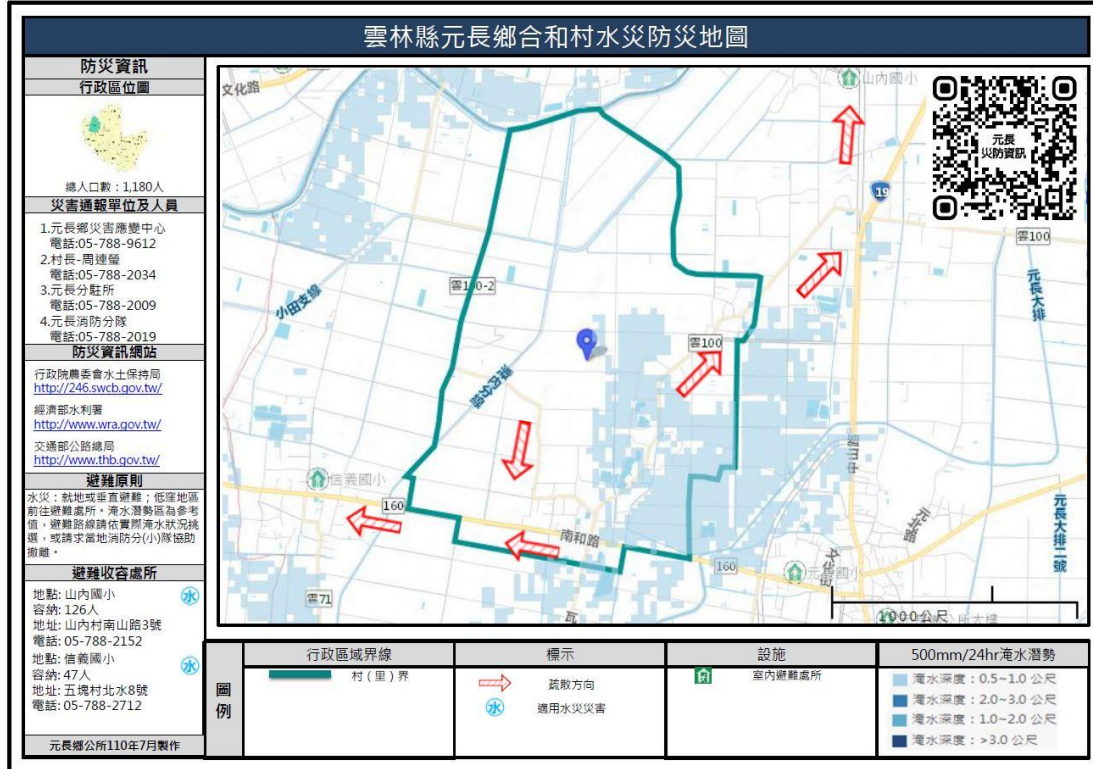 雲林縣元長鄉合和村水災防災地圖
防災資訊
行政區位圖
總人口數：1,180人
災害通報單位及人員
1.元長鄉災害應變中心
電話:05-788-9612
2.村長-周連螢
電話:05-788-2034
3.元長分駐所
電話:05-788-2009
4.元長消防分隊
電話:05-788-2019
防災資訊網站
行政院農委會水土保持局
http://246.swcb.gov.tw/
經濟部水利署
http://www.wra.gov.tw/
交通部公路總局
http://www.thb.gov.tw/
避難原則
水災：就地或垂直避難；低窪地區
前往避難處所。淹水潛勢區為參考
值，避難路線請依實際淹水狀況挑
選，或請求當地消防分(小)隊協助
撤離。
避難收容處所
地點: 山內國小
水
容納: 126人
地址: 山內村南山路3號
電話: 05-788-2152
地點: 信義國小
水
容納: 47人
地址: 五塊村北水8號
電話: 05-788-2712
元長鄉公所110年7月製作
文化路
山內國小
元長
災防資訊
19
雲100
元長大排
小田支線
雲100-2
雲100
信義國小
160
南和路
160
元北路
元長大排二號
文化街
元長國小
雲71
瓦
1000公尺
圖例
行政區域界線
村（里）界
標示
疏散方向
水
適用水災災害
設施
室內避難處所
500mm/24hr淹水潛勢
淹水深度：0.5~1.0 公尺
淹水深度：2.0~3.0 公尺
淹水深度：1.0~2.0 公尺
淹水深度：>3.0 公尺